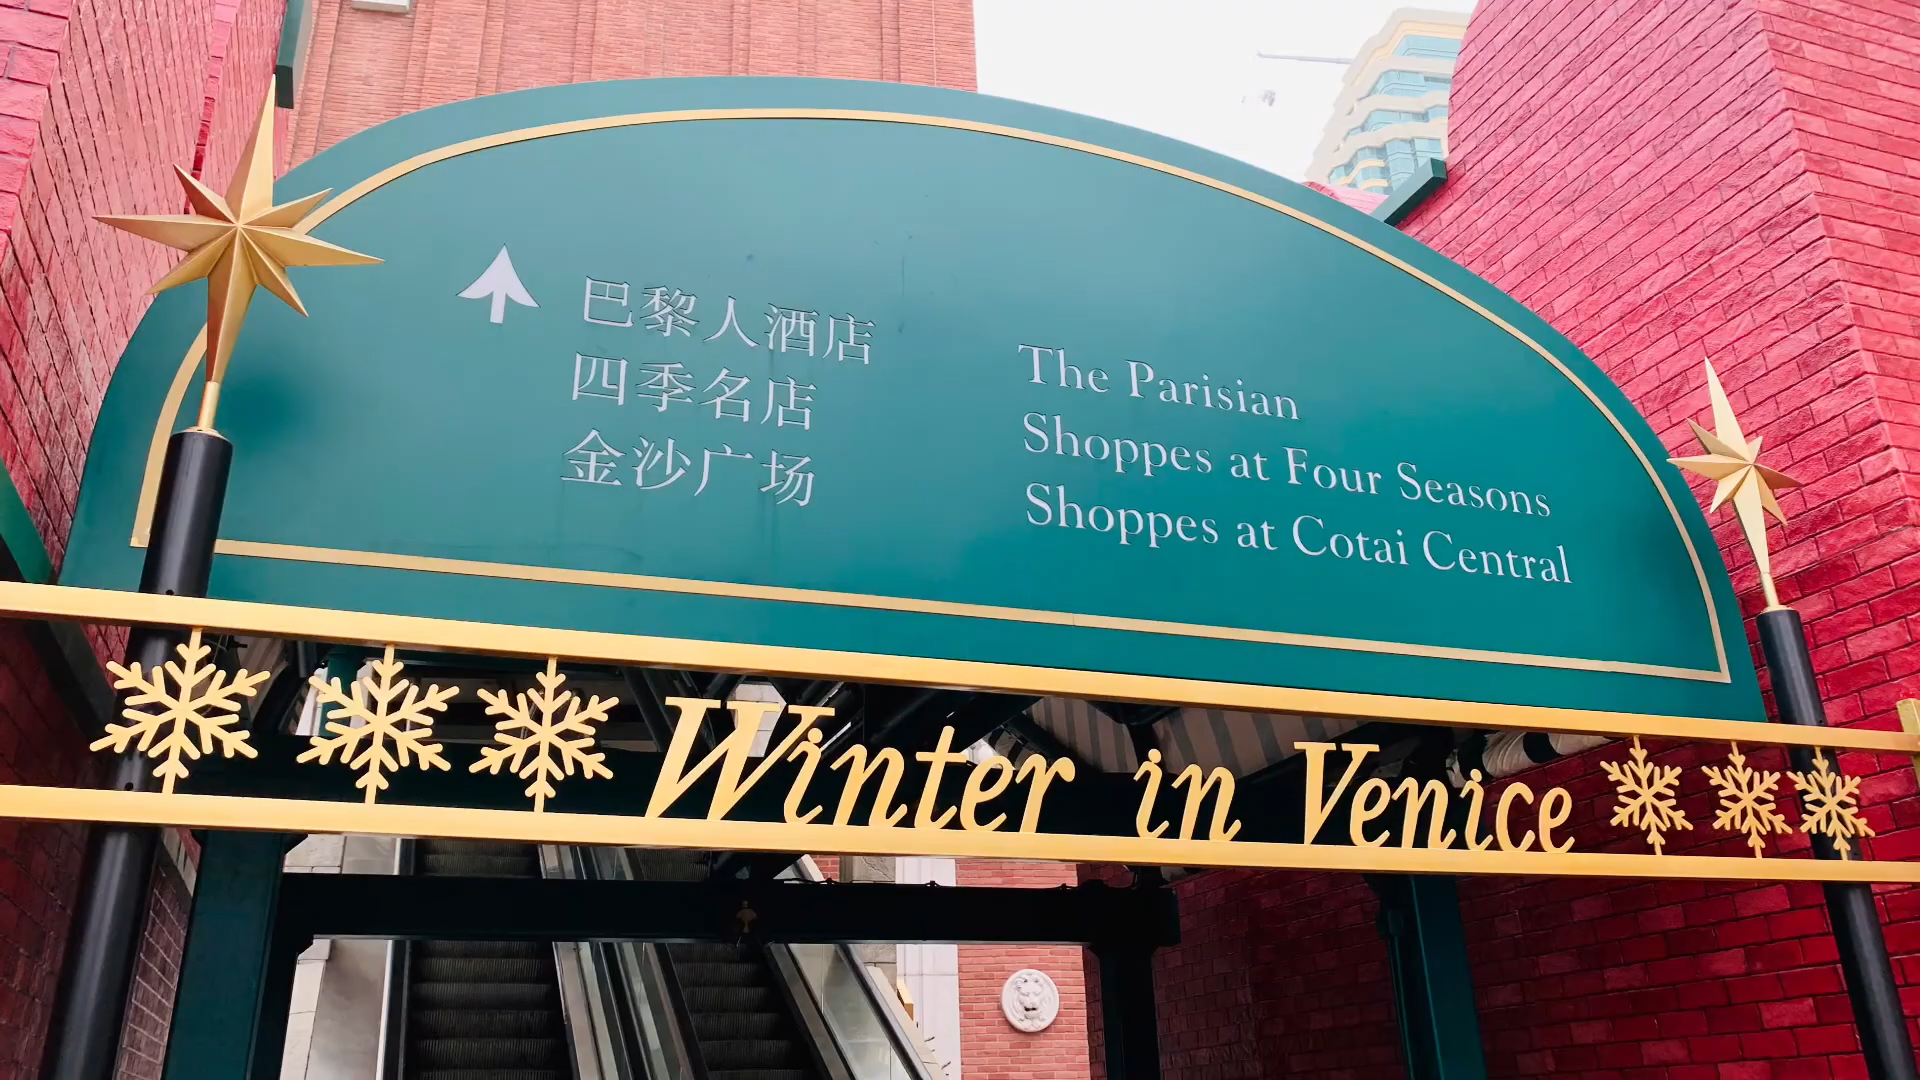 巴黎人酒店
四季名店
金沙广场
The Parisian
Shoppes at Four Seasons
Shoppes at Cotai Central
Winter in Venice